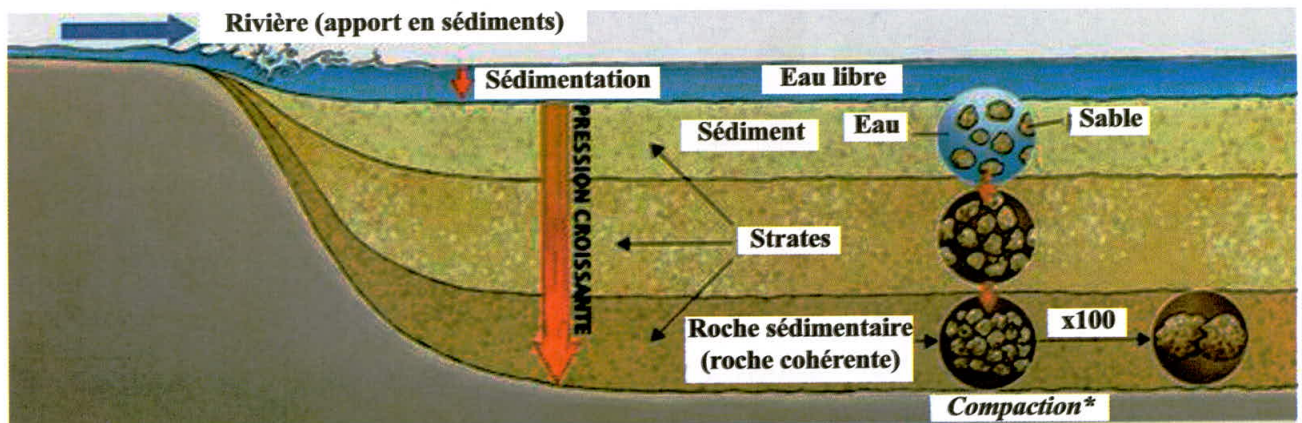 Rivière (apport en sédiments)
Sédimentation
Eau libre
Sédiment
Eau
Sable
PRESSION CROISSANTE
Strates
Roche sédimentaire
(roche cohérente)
x100
Compaction*